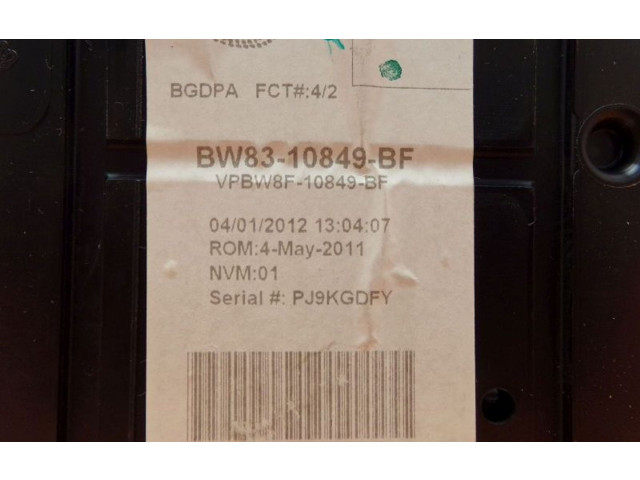 BGDPA FCT#:4/2
BW83-10849-BF
VPBW8F-10849-BF
04/01/2012 13:04:07
ROM:4-May-2011
NVM:01
Serial #: PJ9KGDFY